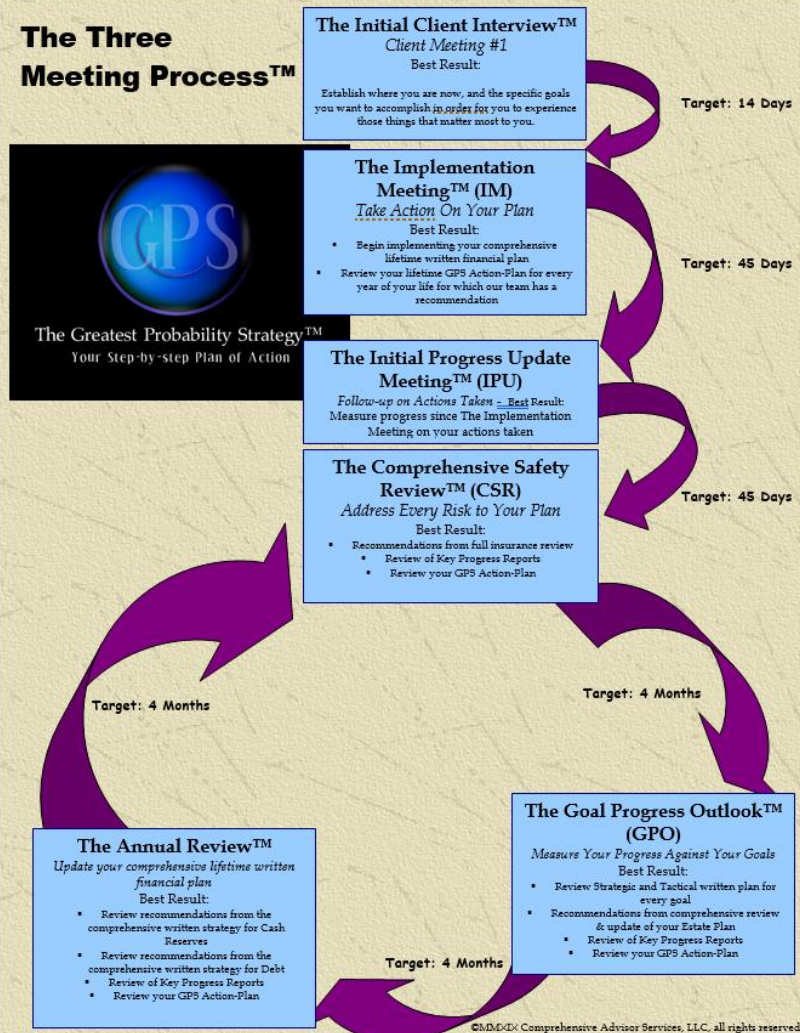 The Three
Meeting Process™
The Initial Client Interview™
Client Meeting #1
Best Result:
Establish where you are now, and the specific goals
you want to accomplish in order for you to experience
those things that matter most to you.
Target: 14 Days
The Implementation
Meeting™ (IM)
Take Action On Your Plan
Best Result:
▪ Begin implementing your comprehensive
lifetime written financial plan
▪ Review your lifetime GPS Action-Plan for every
year of your life for which our team has a
recommendation
Target: 45 Days
GPS
The Greatest Probability Strategy™
Your Step-by-step Plan of Action
The Initial Progress Update
Meeting™ (IPU)
Follow-up on Actions Taken – Best Result:
Measure progress since The Implementation
Meeting on your actions taken
The Comprehensive Safety
Review™ (CSR)
Address Every Risk to Your Plan
Best Result:
▪ Recommendations from full insurance review
▪ Review of Key Progress Reports
▪ Review your GPS Action-Plan
Target: 45 Days
Target: 4 Months
Target: 4 Months
The Goal Progress Outlook™
(GPO)
Measure Your Progress Against Your Goals
Best Result:
▪ Review Strategic and Tactical written plan for
every goal
▪ Recommendations from comprehensive review
& update of your Estate Plan
▪ Review of Key Progress Reports
▪ Review your GPS Action-Plan
The Annual Review™
Update your comprehensive lifetime written
financial plan
Best Result:
▪ Review recommendations from the
comprehensive written strategy for Cash
Reserves
▪ Review recommendations from the
comprehensive written strategy for Debt
▪ Review of Key Progress Reports
▪ Review your GPS Action-Plan
Target: 4 Months
©MMXIX Comprehensive Advisor Services, LLC, all rights reserved